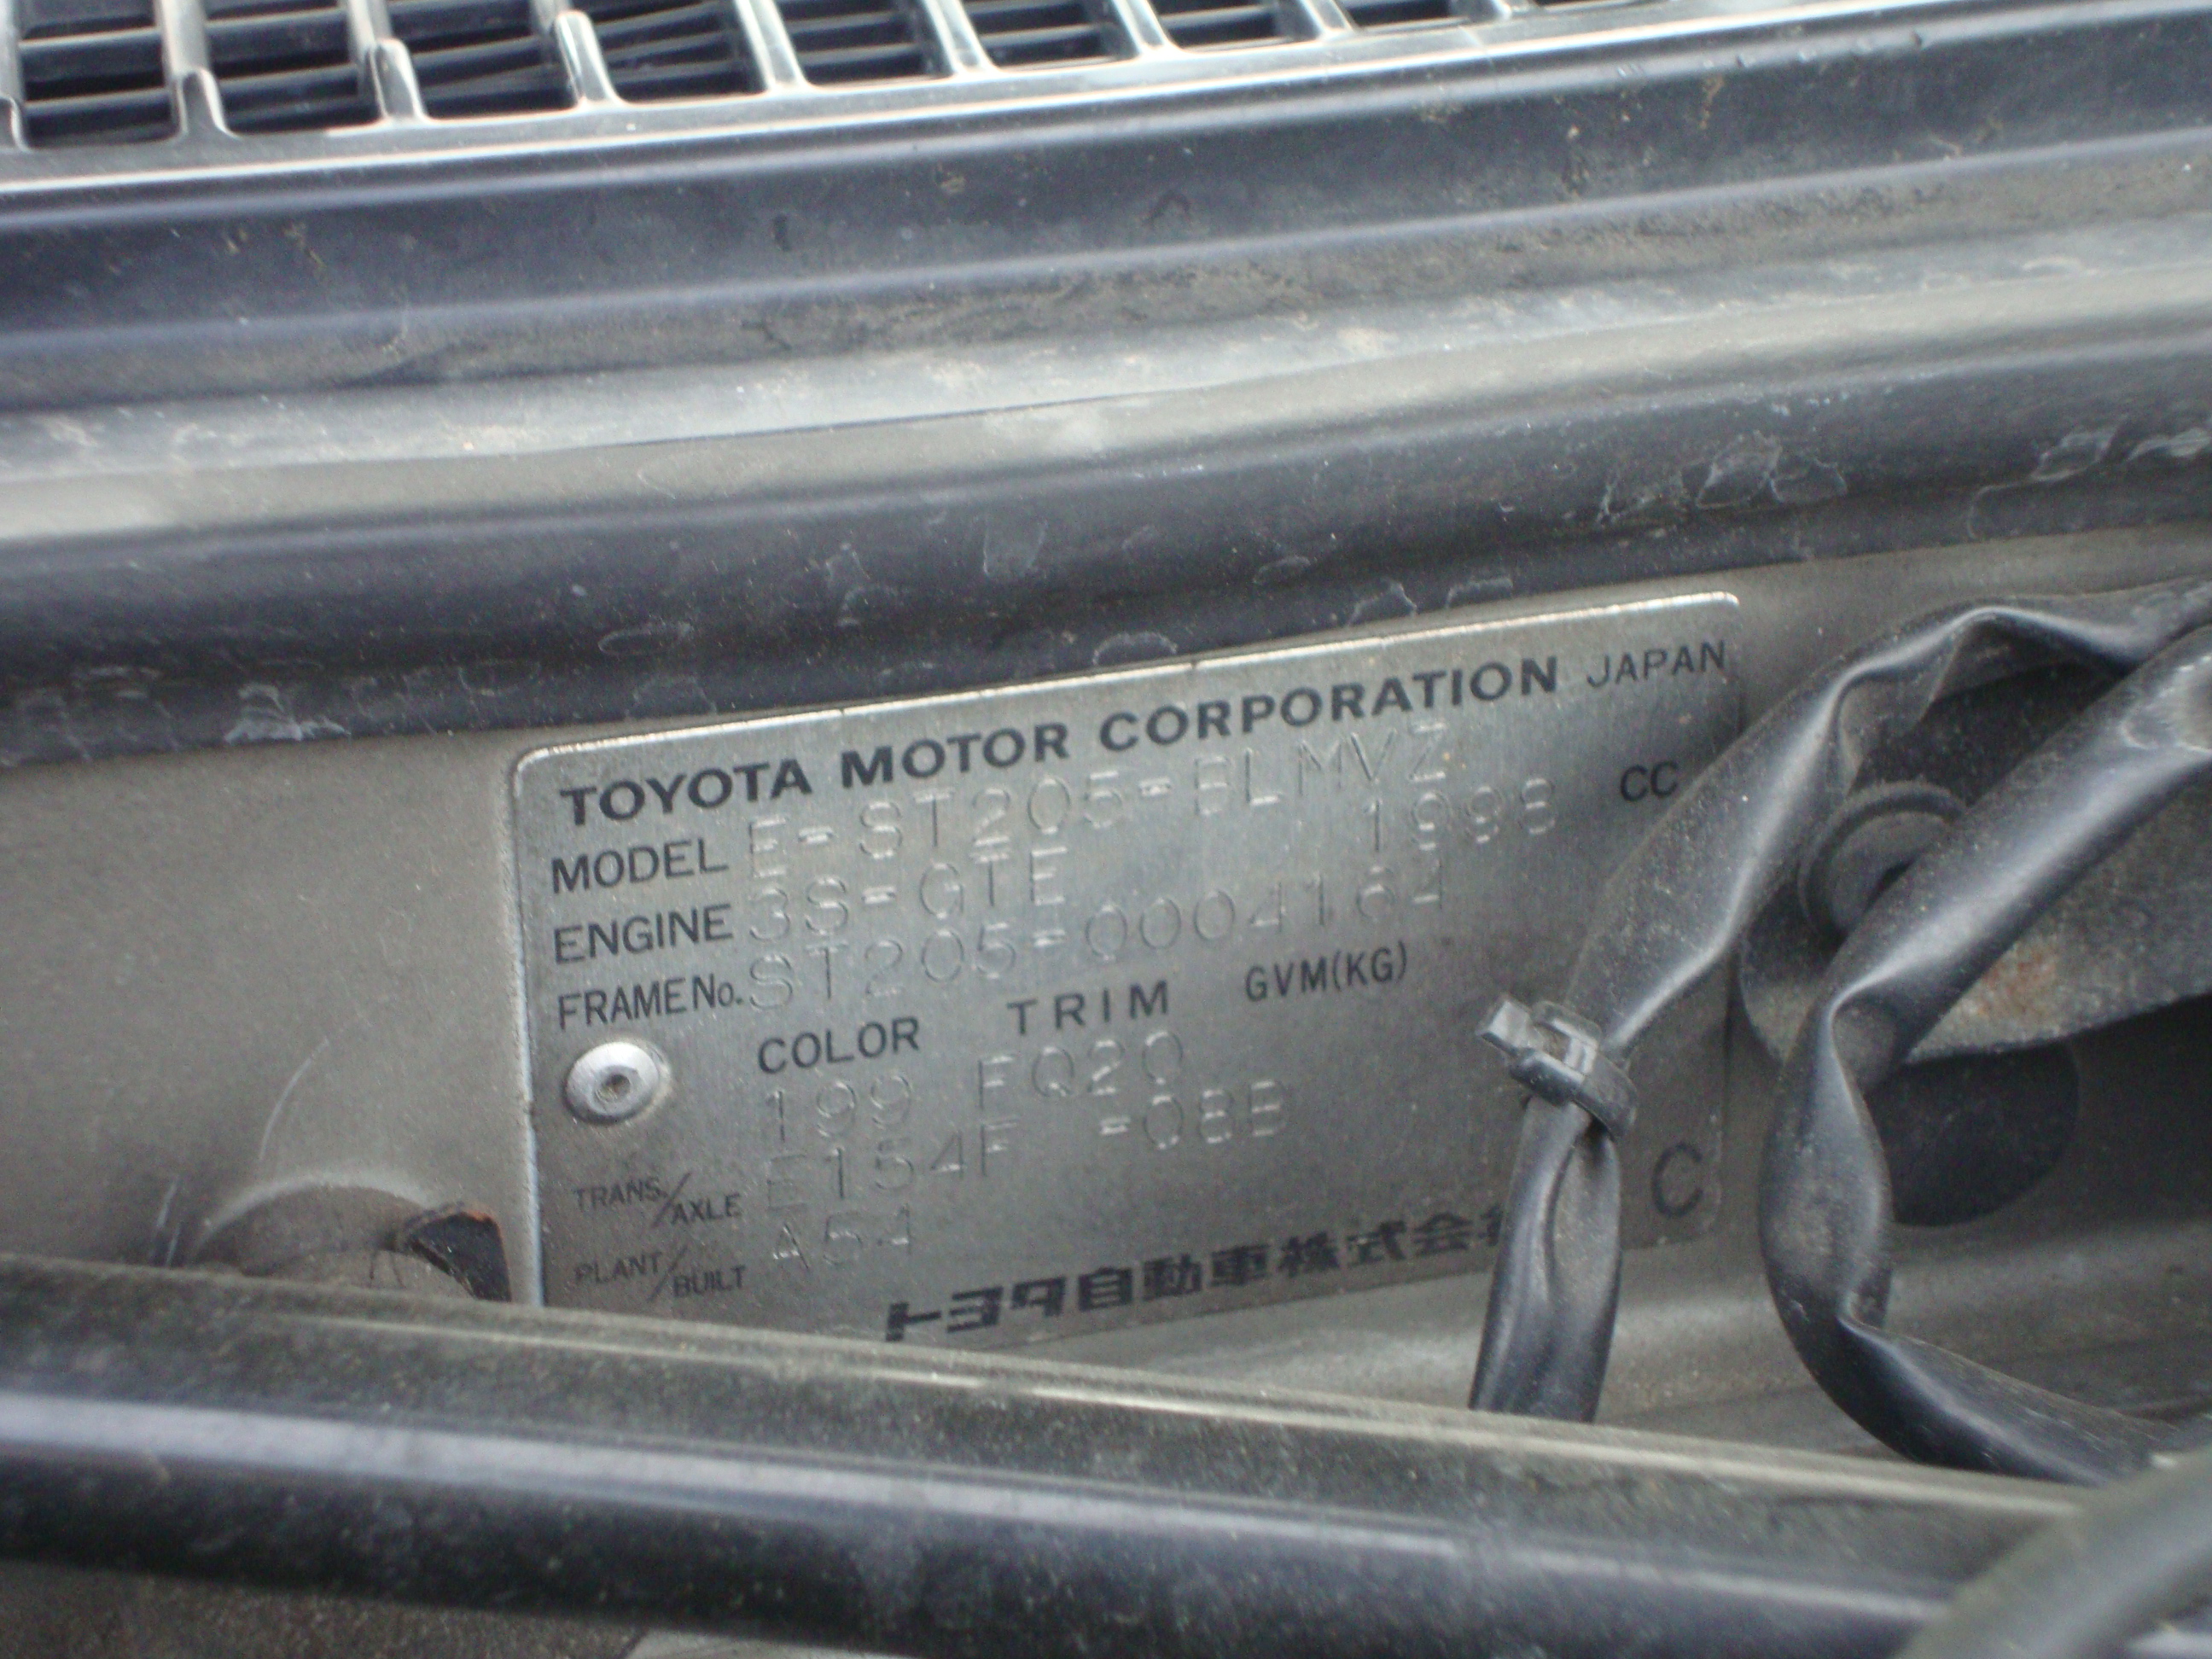 TOYOTA MOTOR CORPORATION JAPAN
MODEL E-ST205-BLMVZ
ENGINE 3S-GTE 1998 CC
FRAME No. ST205-0004164
COLOR TRIM GVM(KG)
199 FQ20
TRANS/AXLE E154F -08B
PLANT/BUILT A54
C
トヨタ自動車株式会